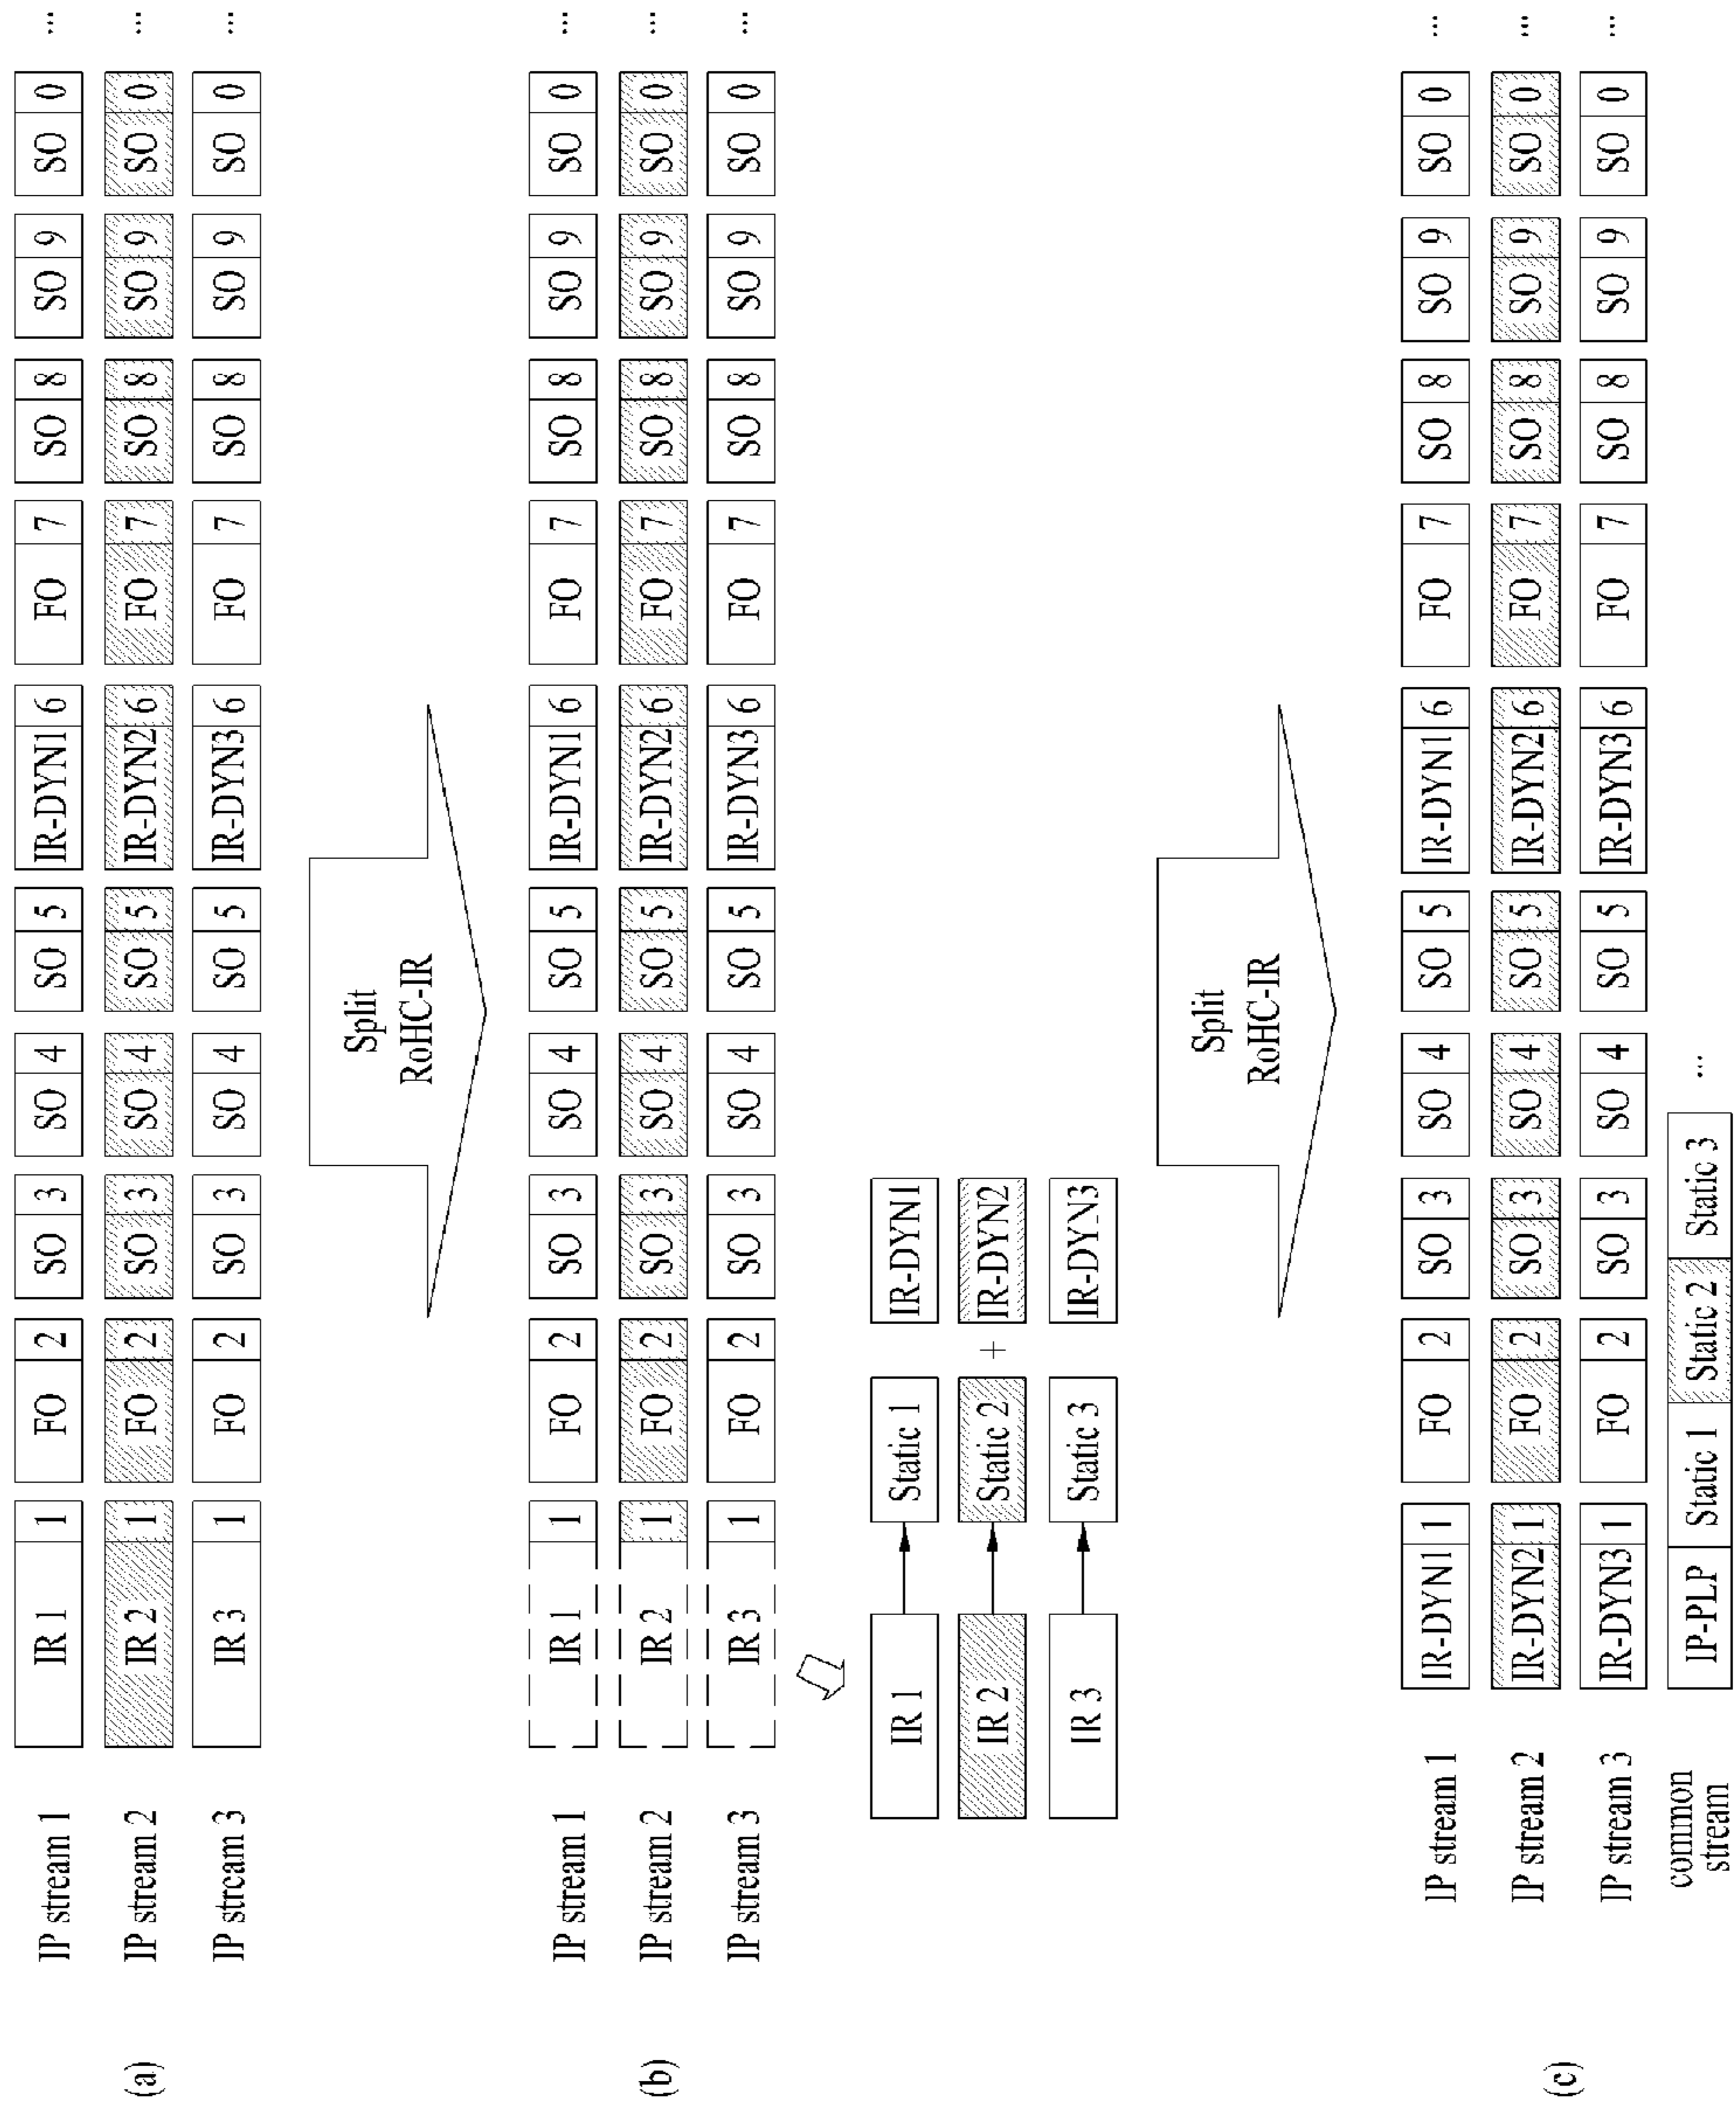 (a)
IP stream 1 IR 1 1 FO 2 SO 3 SO 4 SO 5 IR-DYN1 6 FO 7 SO 8 SO 9 SO 0 ...
IP stream 2 IR 2 1 FO 2 SO 3 SO 4 SO 5 IR-DYN2 6 FO 7 SO 8 SO 9 SO 0 ...
IP stream 3 IR 3 1 FO 2 SO 3 SO 4 SO 5 IR-DYN3 6 FO 7 SO 8 SO 9 SO 0 ...
Split
RoHC-IR
(b)
IP stream 1 IR 1 1 FO 2 SO 3 SO 4 SO 5 IR-DYN1 6 FO 7 SO 8 SO 9 SO 0 ...
IP stream 2 IR 2 1 FO 2 SO 3 SO 4 SO 5 IR-DYN2 6 FO 7 SO 8 SO 9 SO 0 ...
IP stream 3 IR 3 1 FO 2 SO 3 SO 4 SO 5 IR-DYN3 6 FO 7 SO 8 SO 9 SO 0 ...
IR 1 Static 1 IR-DYN1
IR 2 Static 2 + IR-DYN2
IR 3 Static 3 IR-DYN3
Split
RoHC-IR
(c)
IP stream 1 IR-DYN1 1 FO 2 SO 3 SO 4 SO 5 IR-DYN1 6 FO 7 SO 8 SO 9 SO 0 ...
IP stream 2 IR-DYN2 1 FO 2 SO 3 SO 4 SO 5 IR-DYN2 6 FO 7 SO 8 SO 9 SO 0 ...
IP stream 3 IR-DYN3 1 FO 2 SO 3 SO 4 SO 5 IR-DYN3 6 FO 7 SO 8 SO 9 SO 0 ...
common
stream
IP-PLP Static 1 Static 2 Static 3 ...